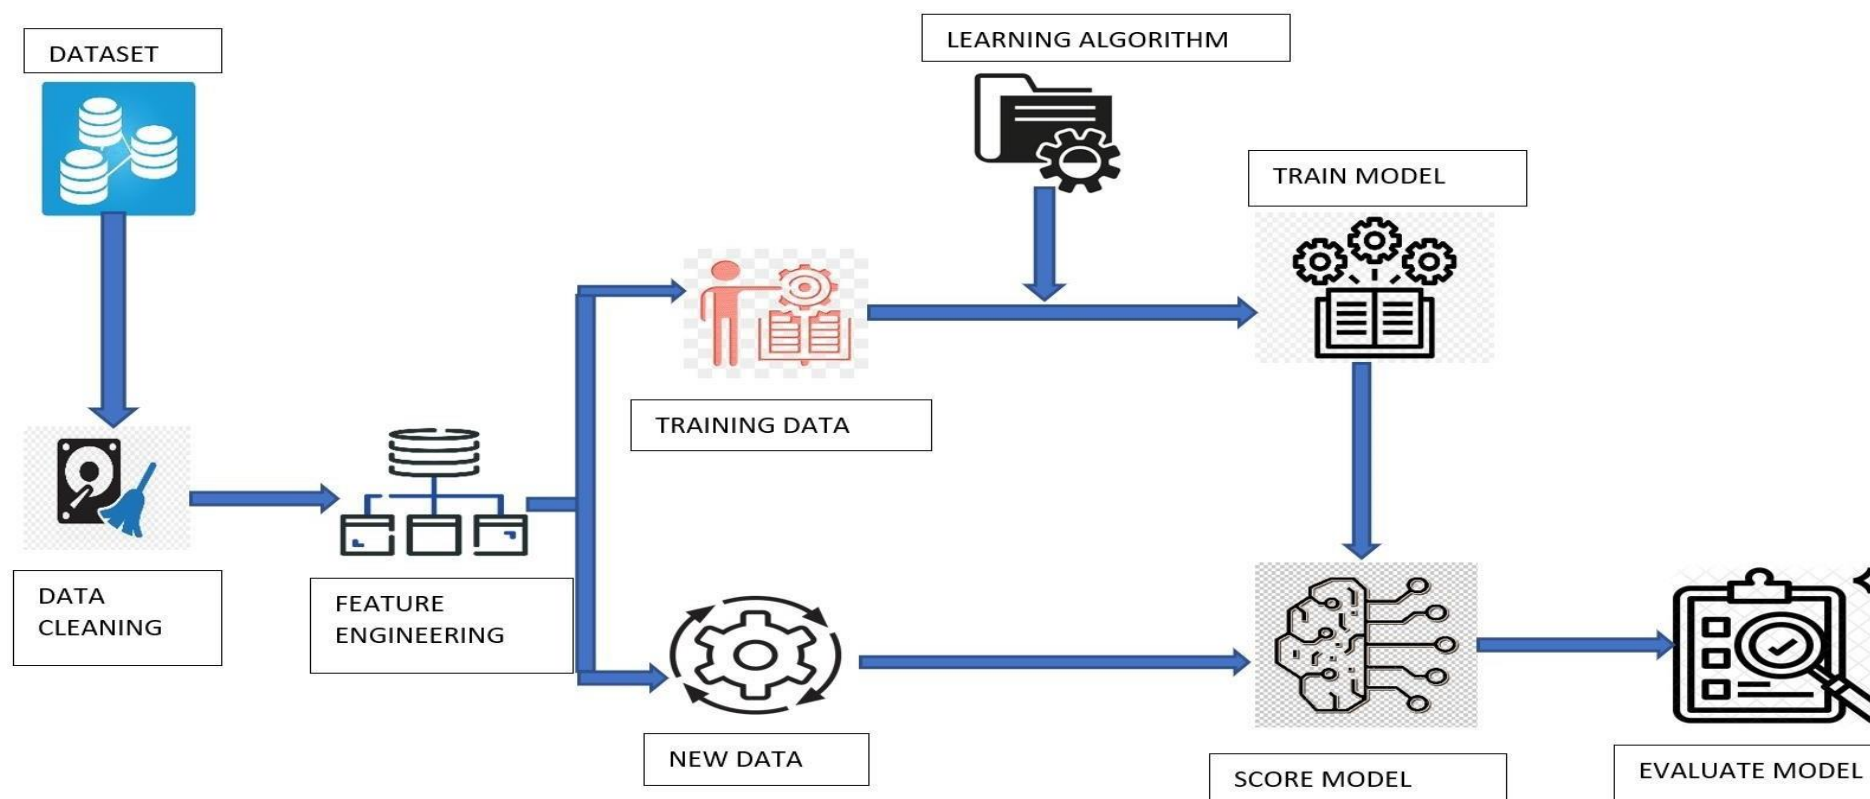 DATASET
LEARNING ALGORITHM
TRAIN MODEL
TRAINING DATA
DATA
CLEANING
FEATURE
ENGINEERING
NEW DATA
SCORE MODEL
EVALUATE MODEL